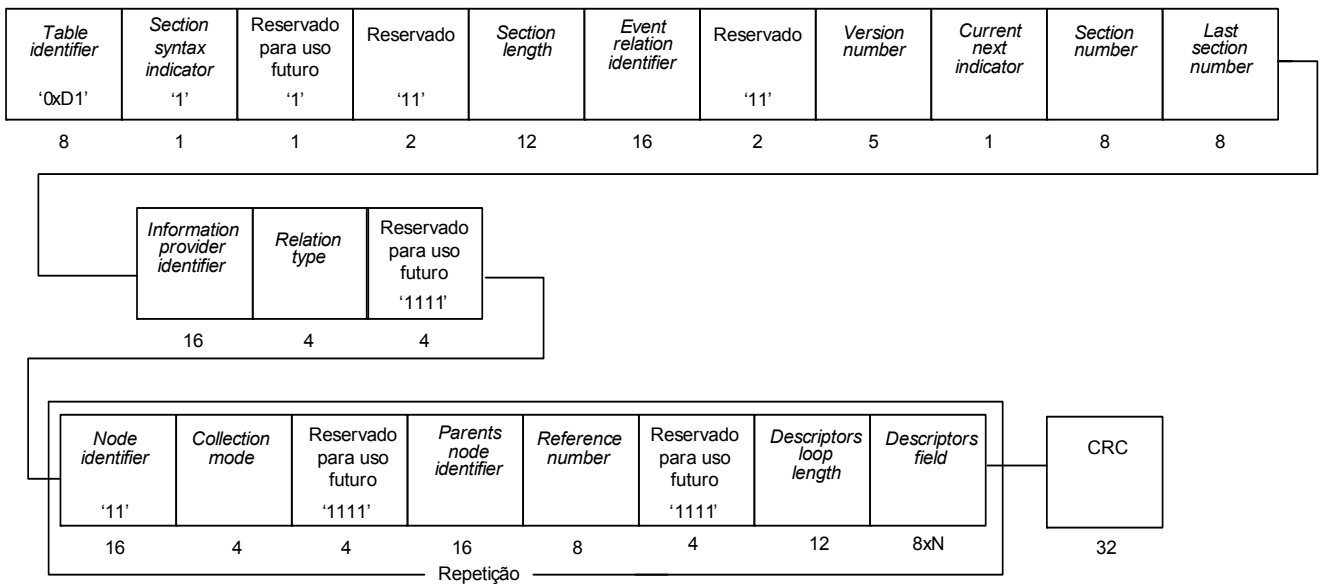 Table
identifier
'0xD1'
Section
syntax
indicator
'1'
Reservado
para uso
futuro
'1'
Reservado
'11'
Section
length
Event
relation
identifier
Reservado
'11'
Version
number
Current
next
indicator
Section
number
Last
section
number
8
1
1
2
12
16
2
5
1
8
8
Information
provider
identifier
Relation
type
Reservado
para uso
futuro
'1111'
16
4
4
Node
identifier
'11'
Collection
mode
Reservado
para uso
futuro
'1111'
Parents
node
identifier
Reference
number
Reservado
para uso
futuro
'1111'
Descriptors
loop
length
Descriptors
field
CRC
16
4
4
16
8
4
12
8xN
32
Repetição